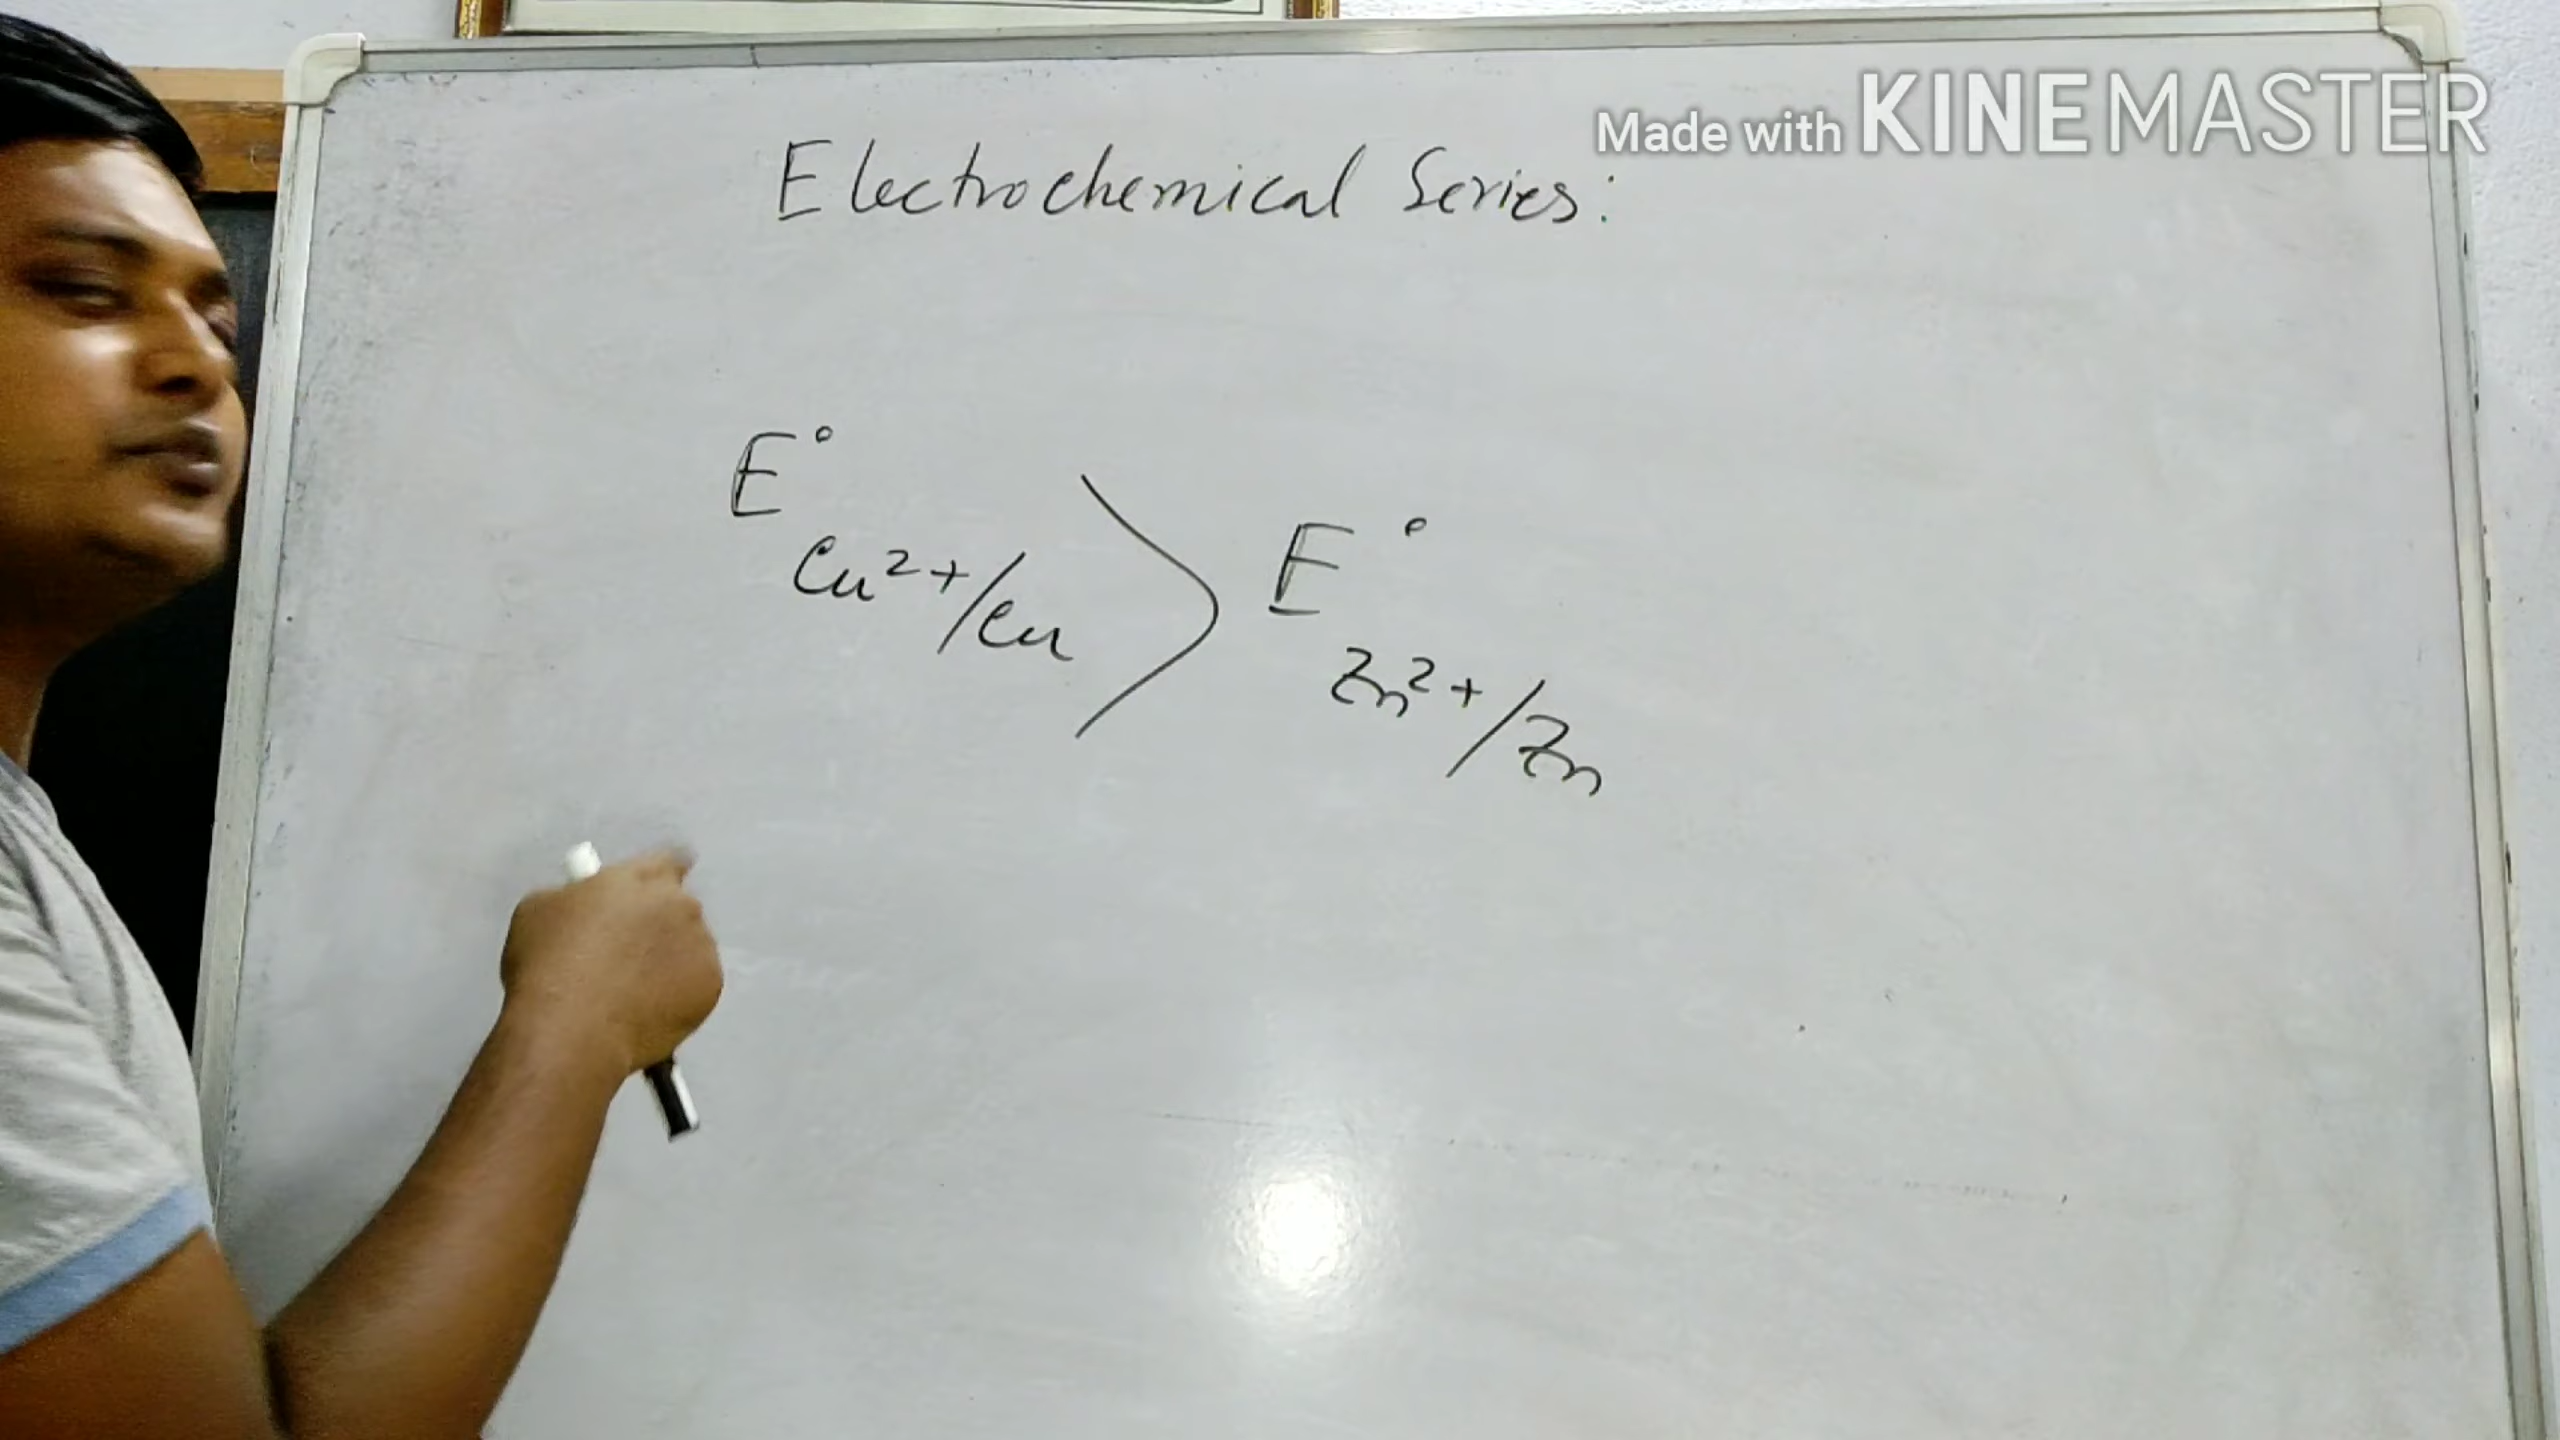 Made with KINEMASTER
Electrochemical Series:
E° Cu²⁺/Cu > E° Zn²⁺/Zn